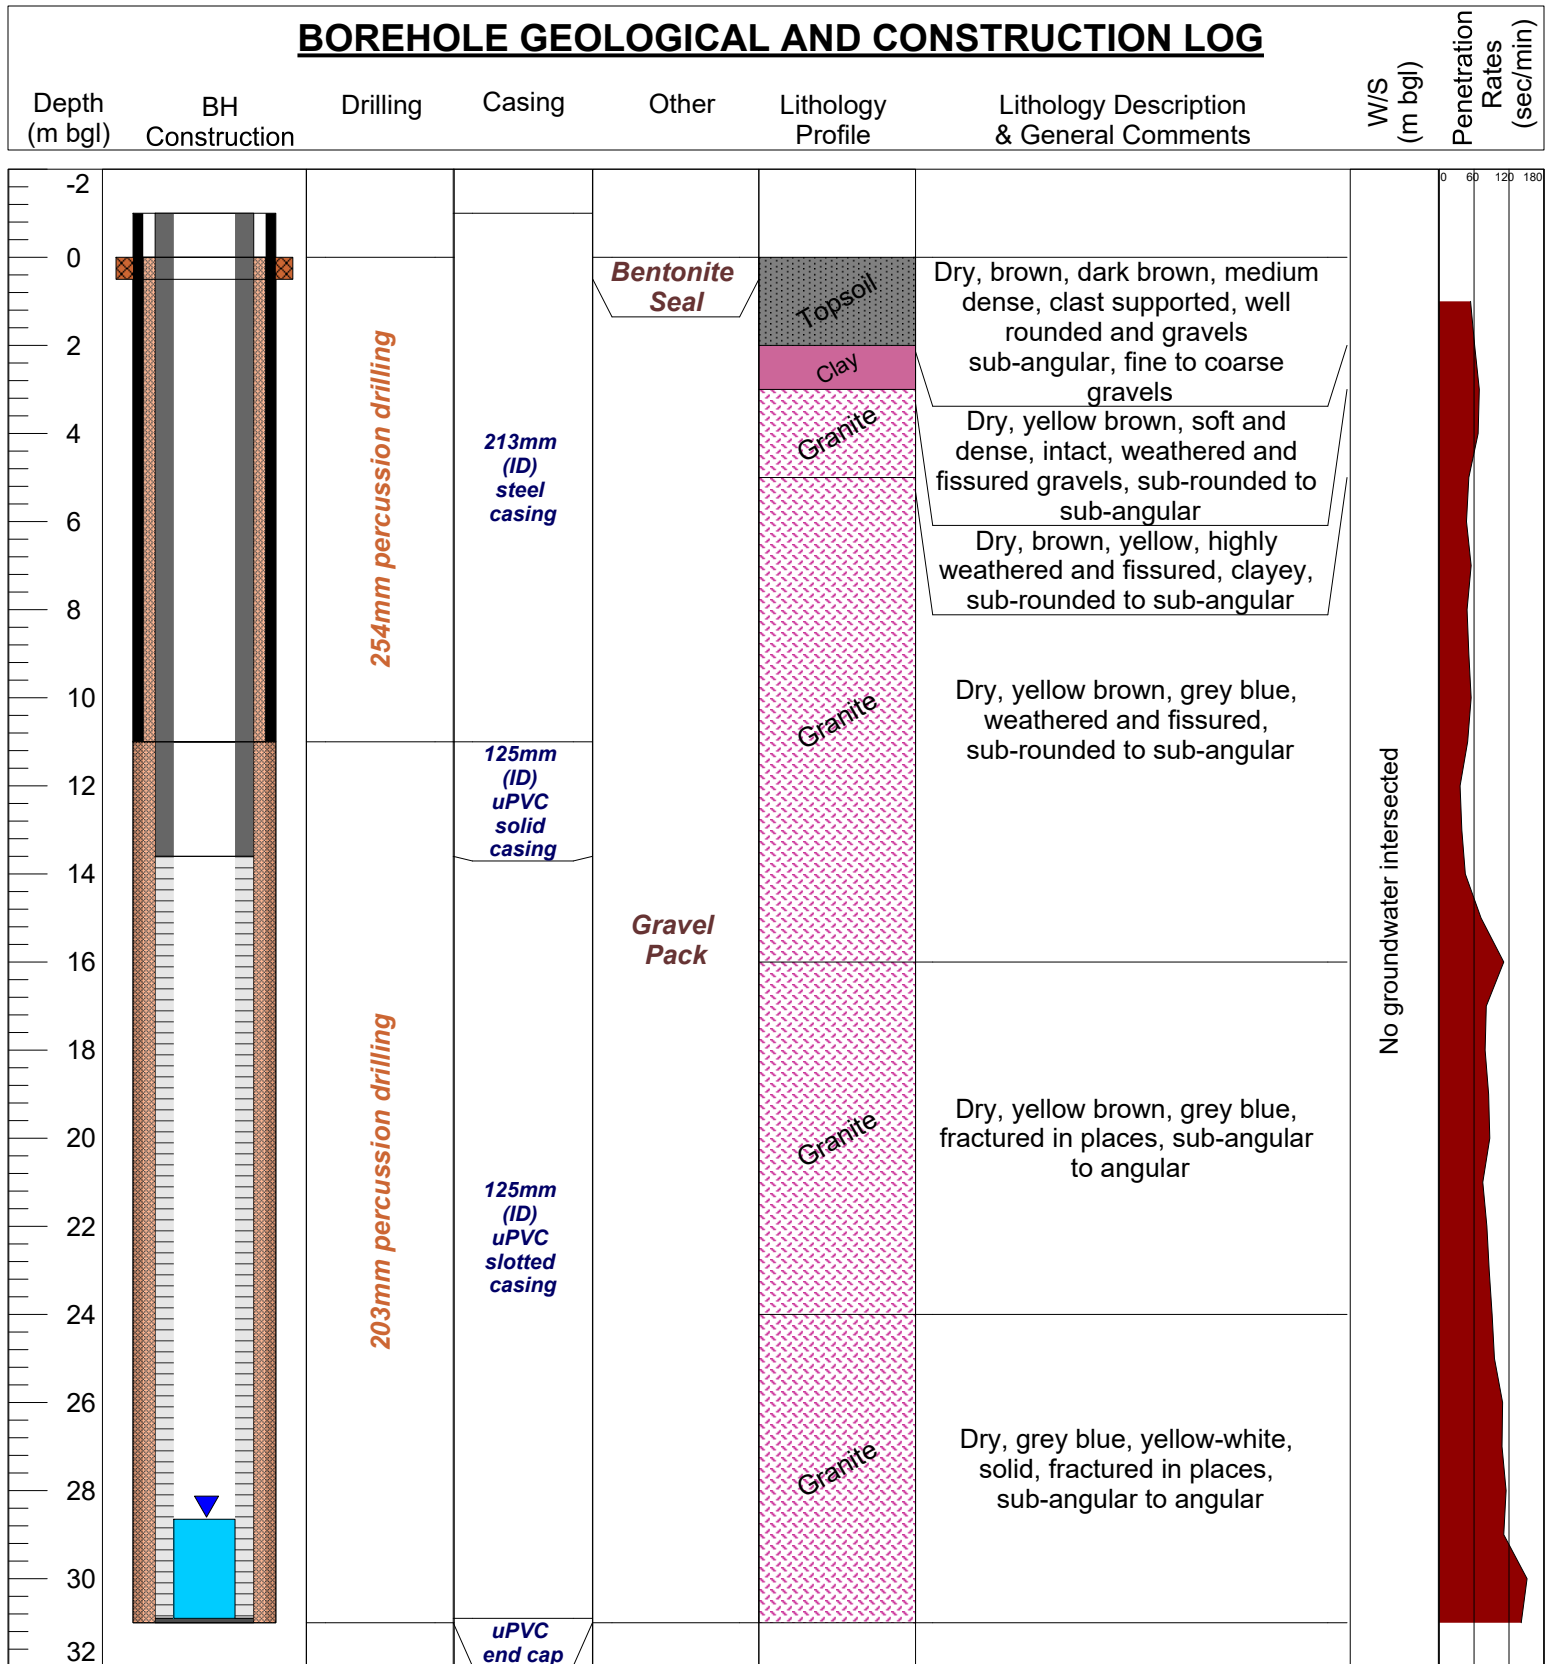 BOREHOLE GEOLOGICAL AND CONSTRUCTION LOG
Depth
(m bgl)
BH
Construction
Drilling
Casing
Other
Lithology
Profile
Lithology Description
& General Comments
W/S
(m bgl)
Penetration
Rates
(sec/min)
0 60 120 180
-2
0
2
4
6
8
10
12
14
16
18
20
22
24
26
28
30
32
254mm percussion drilling
203mm percussion drilling
213mm
(ID)
steel
casing
125mm
(ID)
uPVC
solid
casing
125mm
(ID)
uPVC
slotted
casing
uPVC
end cap
Bentonite
Seal
Gravel
Pack
Topsoil
Clay
Granite
Granite
Granite
Granite
Dry, brown, dark brown, medium
dense, clast supported, well
rounded and gravels
sub-angular, fine to coarse
gravels
Dry, yellow brown, soft and
dense, intact, weathered and
fissured gravels, sub-rounded to
sub-angular
Dry, brown, yellow, highly
weathered and fissured, clayey,
sub-rounded to sub-angular
Dry, yellow brown, grey blue,
weathered and fissured,
sub-rounded to sub-angular
Dry, yellow brown, grey blue,
fractured in places, sub-angular
to angular
Dry, grey blue, yellow-white,
solid, fractured in places,
sub-angular to angular
No groundwater intersected